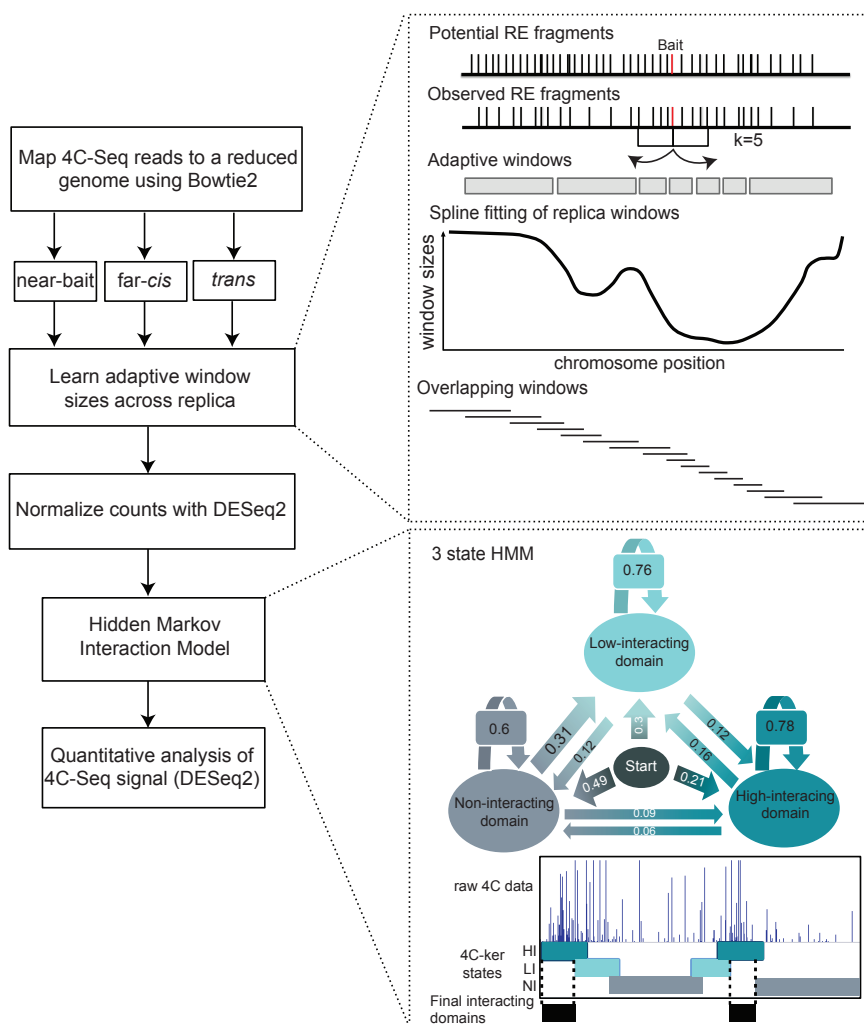 Map 4C-Seq reads to a reduced
genome using Bowtie2
near-bait
far-cis
trans
Learn adaptive window
sizes across replica
Normalize counts with DESeq2
Hidden Markov
Interaction Model
Quantitative analysis of
4C-Seq signal (DESeq2)
Potential RE fragments
Bait
Observed RE fragments
k=5
Adaptive windows
Spline fitting of replica windows
window sizes
chromosome position
Overlapping windows
3 state HMM
0.76
Low-interacting
domain
0.6
0.31
0.12
0.3
0.12
0.16
0.78
Start
0.49
0.21
Non-interacting
domain
0.09
0.06
High-interacing
domain
raw 4C data
HI
4C-ker
states
LI
NI
Final interacting
domains